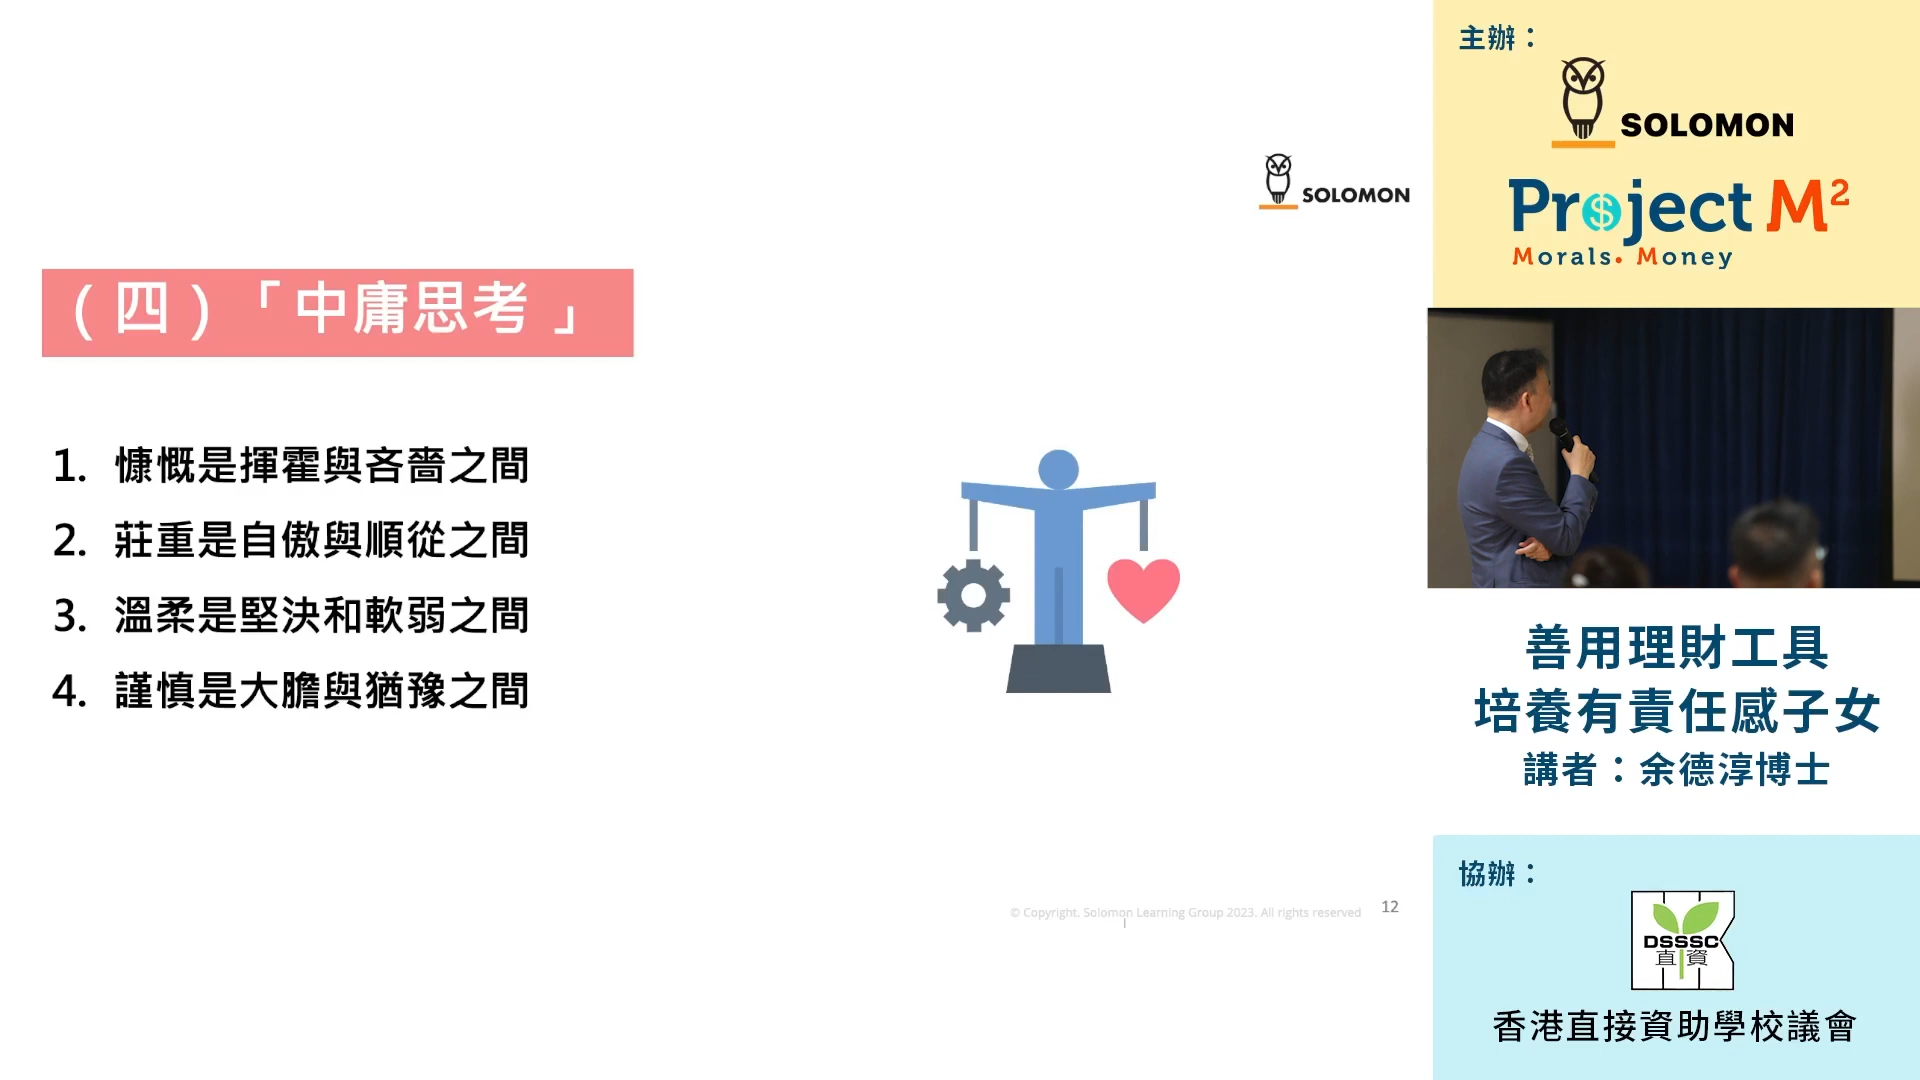 SOLOMON
（四）「中庸思考」
1. 慷慨是揮霍與吝嗇之間
2. 莊重是自傲與順從之間
3. 溫柔是堅決和軟弱之間
4. 謹慎是大膽與猶豫之間
© Copyright. Solomon Learning Group 2023. All rights reserved
12
主辦：
SOLOMON
Project M²
Morals. Money
善用理財工具
培養有責任感子女
講者：余德淳博士
協辦：
DSSSC
直資
香港直接資助學校議會